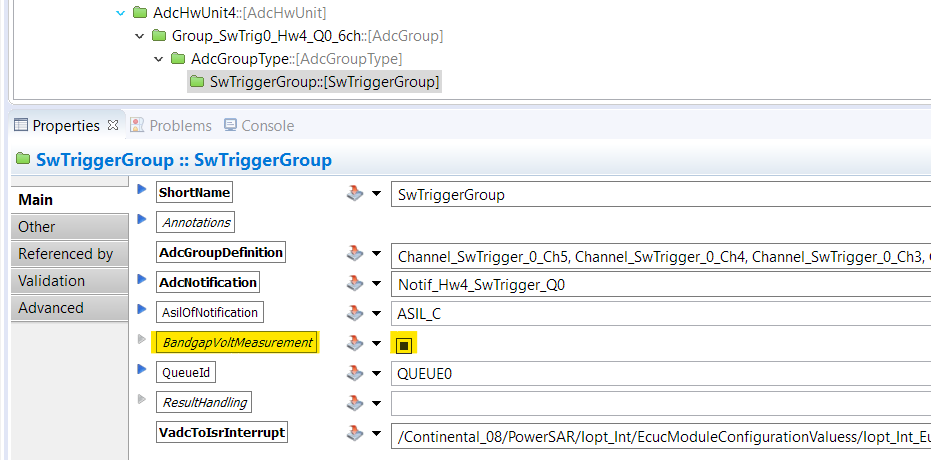 AdcHwUnit4::[AdcHwUnit]
Group_SwTrig0_Hw4_Q0_6ch::[AdcGroup]
AdcGroupType::[AdcGroupType]
SwTriggerGroup::[SwTriggerGroup]
Properties Problems Console
SwTriggerGroup :: SwTriggerGroup
Main
Other
Referenced by
Validation
Advanced
ShortName SwTriggerGroup
Annotations
AdcGroupDefinition Channel_SwTrigger_0_Ch5, Channel_SwTrigger_0_Ch4, Channel_SwTrigger_0_Ch3,
AdcNotification Notif_Hw4_SwTrigger_Q0
AsilOfNotification ASIL_C
BandgapVoltMeasurement
QueueId QUEUE0
ResultHandling
VadcToIsrInterrupt /Continental_08/PowerSAR/Iopt_Int/EcucModuleConfigurationValuess/Iopt_Int_Eu